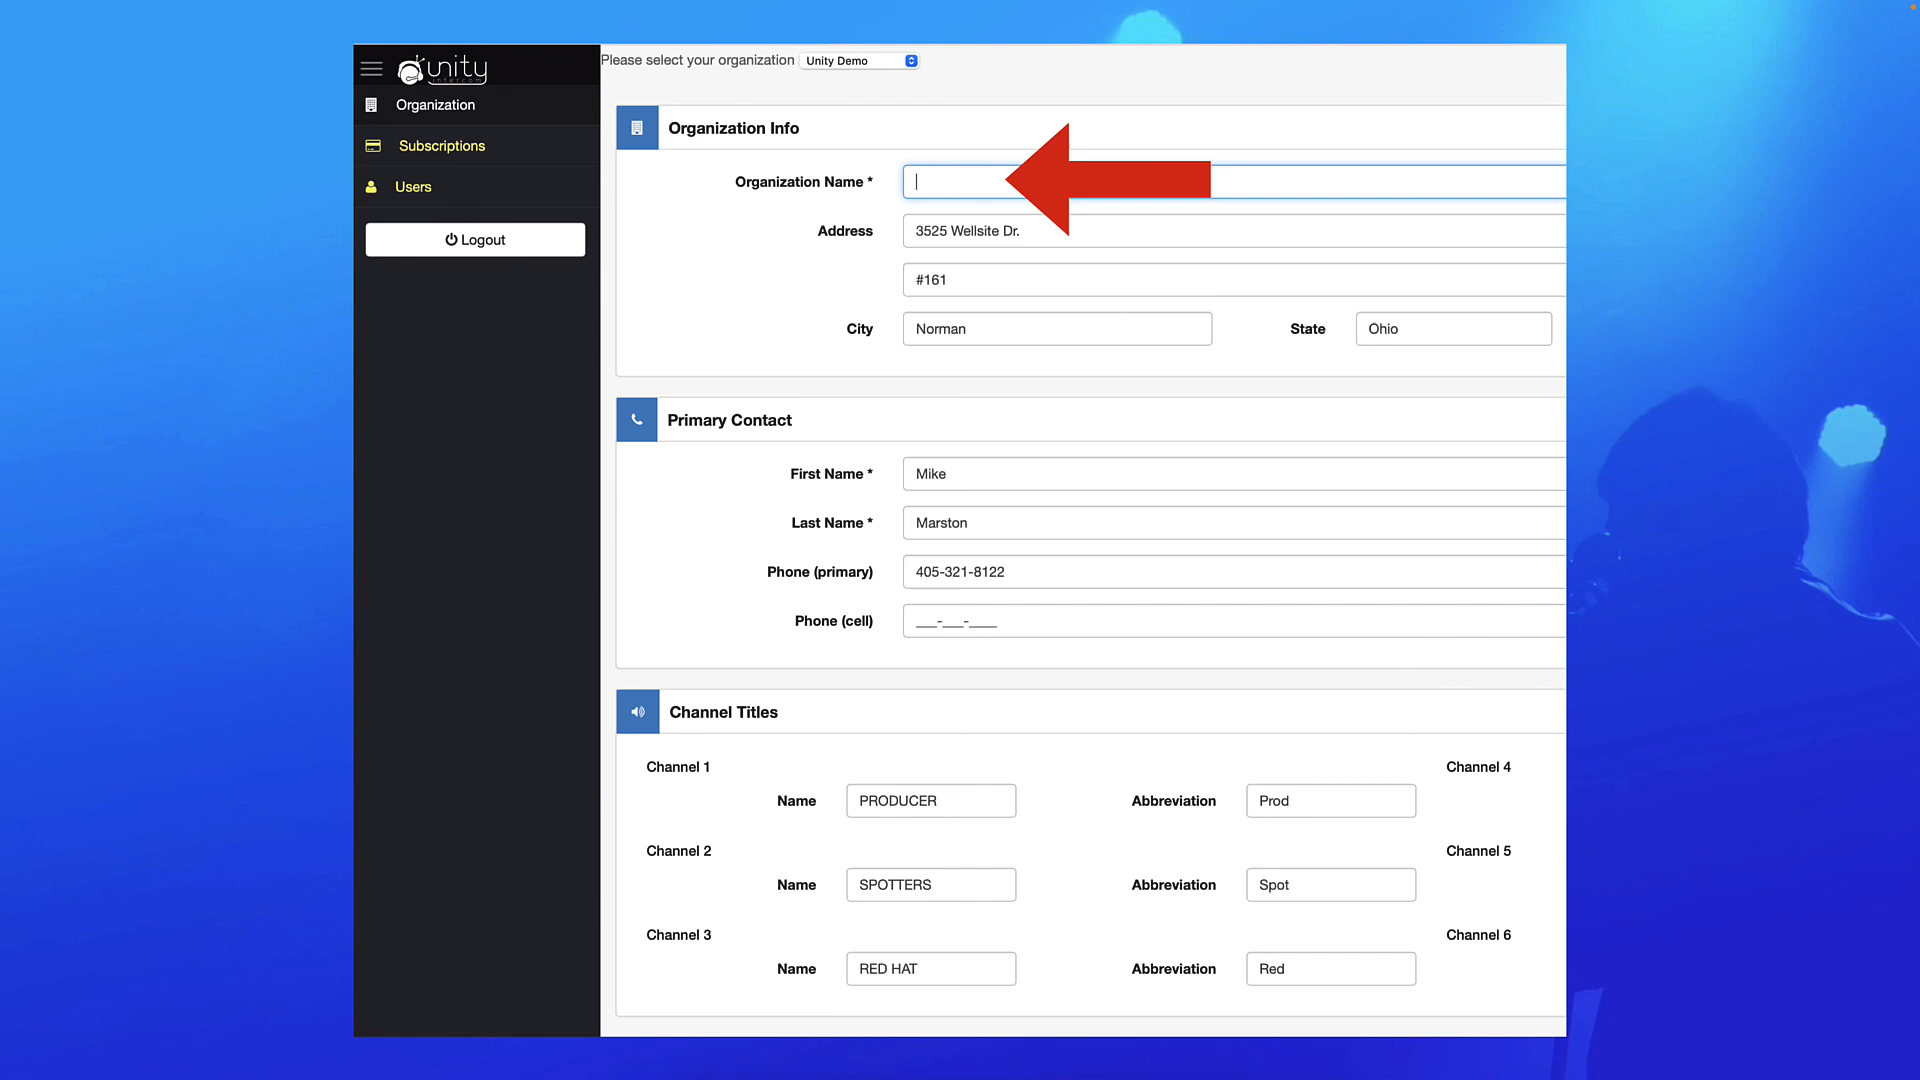 unity
intercom
Please select your organization Unity Demo
Organization
Subscriptions
Users
Logout
Organization Info
Organization Name *
Address 3525 Wellsite Dr.
#161
City Norman State Ohio
Primary Contact
First Name * Mike
Last Name * Marston
Phone (primary) 405-321-8122
Phone (cell) ___-___-____
Channel Titles
Channel 1 Channel 4
Name PRODUCER Abbreviation Prod
Channel 2 Channel 5
Name SPOTTERS Abbreviation Spot
Channel 3 Channel 6
Name RED HAT Abbreviation Red